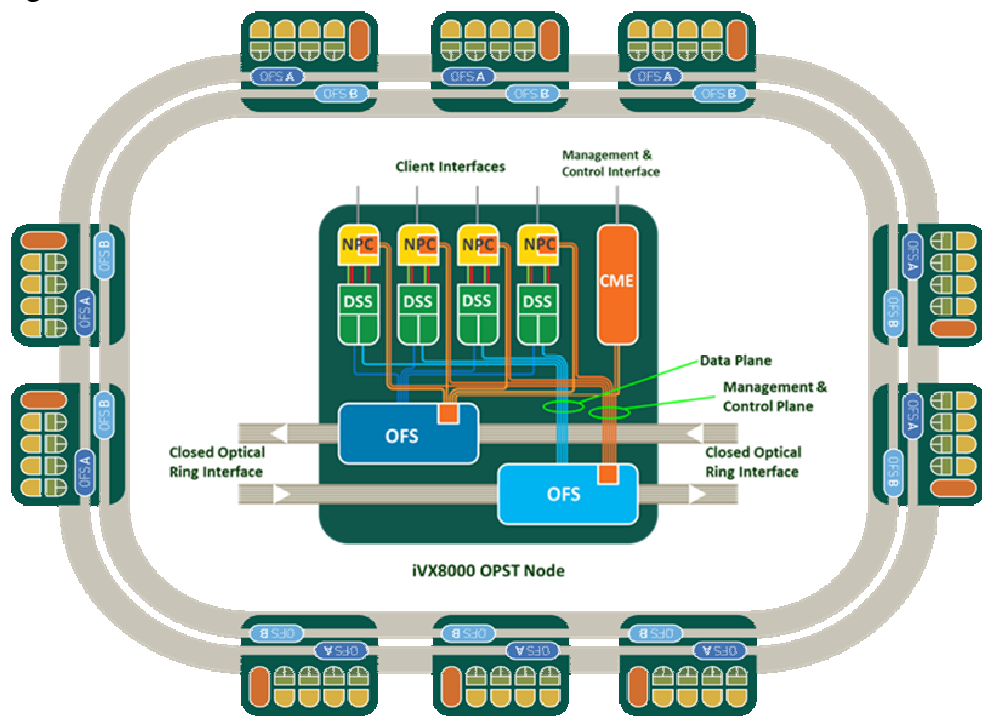 OFS A
OFS B
OFS A
OFS B
OFS A
OFS B
Client Interfaces
Management &
Control Interface
NPC
NPC
NPC
NPC
CME
DSS
DSS
DSS
DSS
OFS B
OFS A
OFS A
OFS B
Data Plane
Management &
Control Plane
OFS
Closed Optical
Ring Interface
Closed Optical
Ring Interface
OFS
OFS B
OFS A
OFS A
OFS B
iVX8000 OPST Node
OFS B
OFS A
OFS B
OFS A
OFS B
OFS A